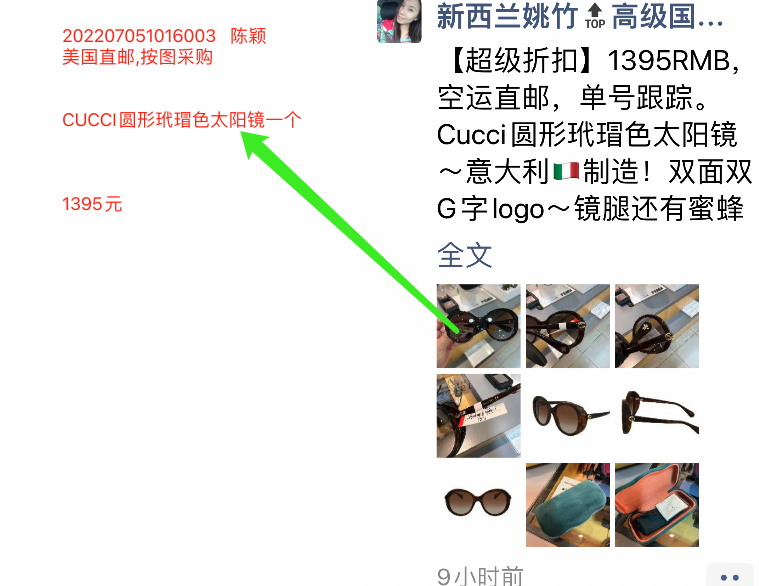 202207051016003 陈颖
美国直邮,按图采购
CUCCI圆形玳瑁色太阳镜一个
1395元
新西兰姚竹TOP高级国...
【超级折扣】1395RMB，
空运直邮，单号跟踪。
Cucci圆形玳瑁色太阳镜
～意大利🇮🇹制造！双面双
G字logo～镜腿还有蜜蜂
全文
9小时前